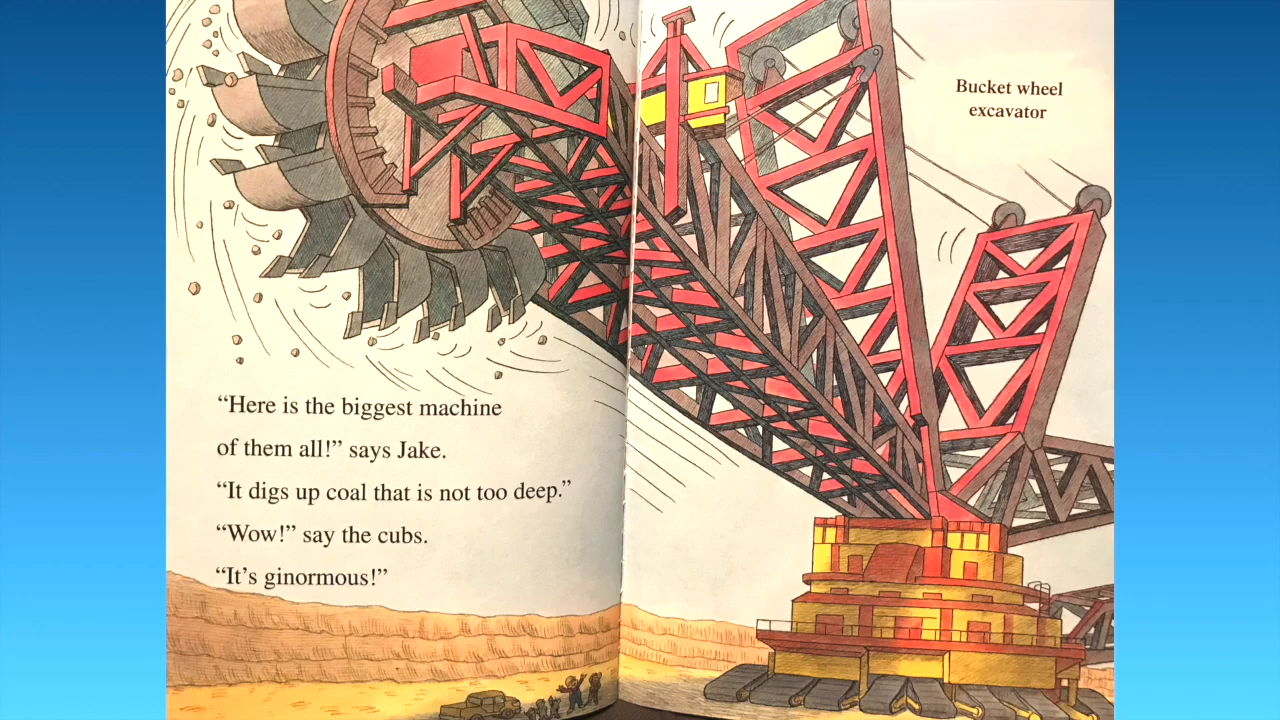 “Here is the biggest machine
of them all!” says Jake.
“It digs up coal that is not too deep.”
“Wow!” say the cubs.
“It’s ginormous!”
Bucket wheel
excavator